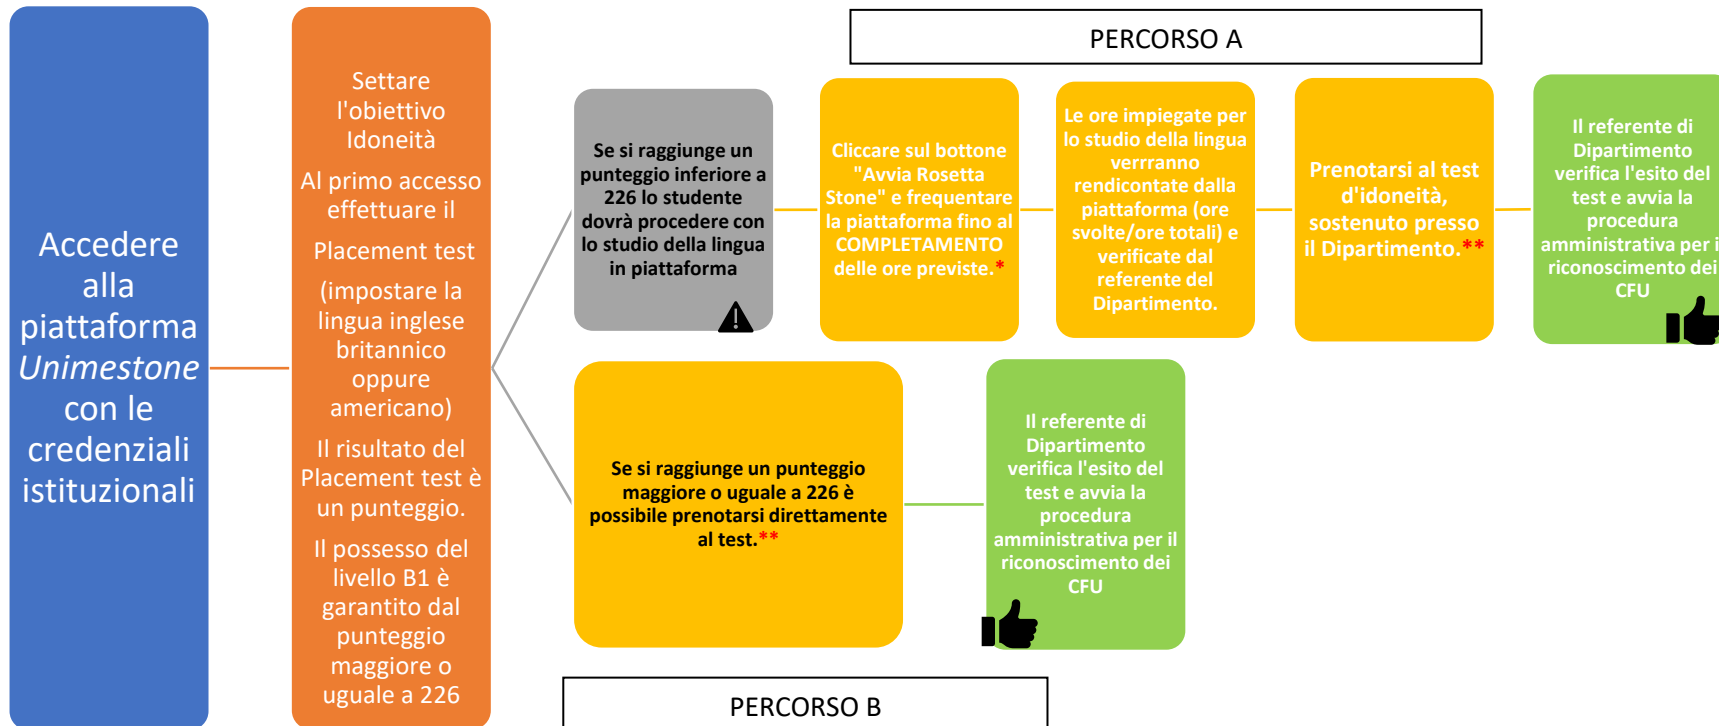 Accedere
alla
piattaforma
Unimestone
con le
credenziali
istituzionali
Settare
l'obiettivo
Idoneità
Al primo accesso
effettuare il
Placement test
(impostare la
lingua inglese
britannico
oppure
americano)
Il risultato del
Placement test è
un punteggio.
Il possesso del
livello B1 è
garantito dal
punteggio
maggiore o
uguale a 226
PERCORSO A
Se si raggiunge un
punteggio inferiore a
226 lo studente
dovrà procedere con
lo studio della lingua
in piattaforma
Cliccare sul bottone
"Avvia Rosetta
Stone" e frequentare
la piattaforma fino al
COMPLETAMENTO
delle ore previste.*
Le ore impiegate per
lo studio della lingua
verrranno
rendicontate dalla
piattaforma (ore
svolte/ore totali) e
verificate dal
referente del
Dipartimento.
Prenotarsi al test
d'idoneità,
sostenuto presso
il Dipartimento.**
Il referente di
Dipartimento
verifica l'esito del
test e avvia la
procedura
amministrativa per i
riconoscimento dei
CFU
Se si raggiunge un punteggio
maggiore o uguale a 226 è
possibile prenotarsi direttamente
al test.**
Il referente di
Dipartimento
verifica l'esito del
test e avvia la
procedura
amministrativa per il
riconoscimento dei
CFU
PERCORSO B